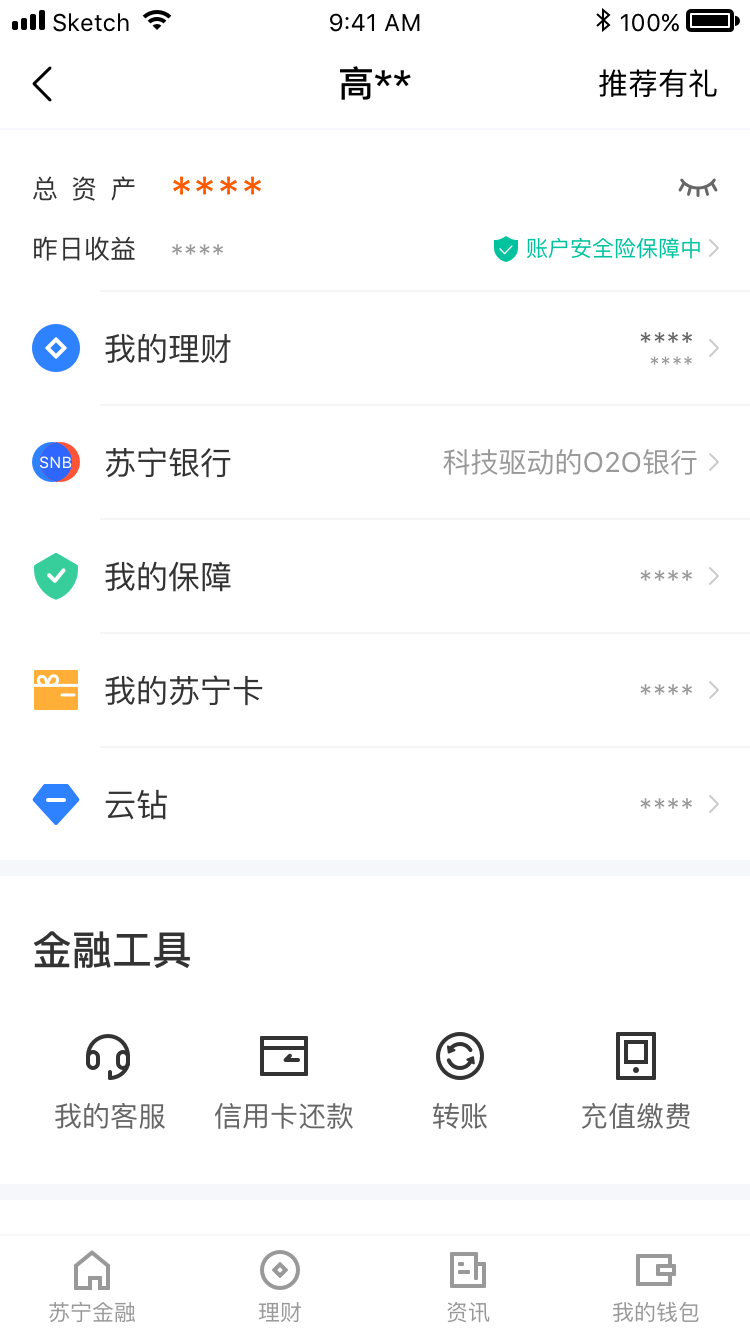 Sketch 9:41 AM 100%
高** 推荐有礼
总资产 ****
昨日收益 **** 账户安全险保障中
我的理财 ****
****
SNB 苏宁银行 科技驱动的O2O银行
我的保障 ****
我的苏宁卡 ****
云钻 ****
金融工具
我的客服 信用卡还款 转账 充值缴费
苏宁金融 理财 资讯 我的钱包